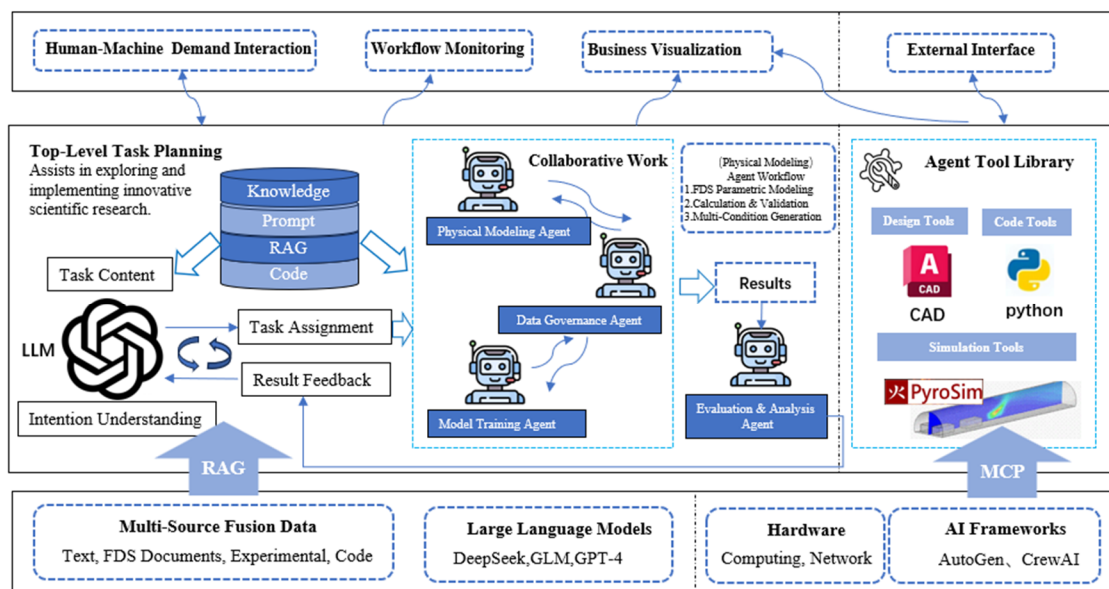 Human-Machine Demand Interaction
Workflow Monitoring
Business Visualization
External Interface
Top-Level Task Planning
Assists in exploring and
implementing innovative
scientific research.
Knowledge
Prompt
RAG
Code
Task Content
LLM
Task Assignment
Result Feedback
Intention Understanding
Collaborative Work
Physical Modeling Agent
Data Governance Agent
Model Training Agent
(Physical Modeling)
Agent Workflow
1.FDS Parametric Modeling
2.Calculation & Validation
3.Multi-Condition Generation
Results
Evaluation & Analysis
Agent
Agent Tool Library
Design Tools
Code Tools
A
CAD
CAD
python
Simulation Tools
火 PyroSim
RAG
MCP
Multi-Source Fusion Data
Text, FDS Documents, Experimental, Code
Large Language Models
DeepSeek,GLM,GPT-4
Hardware
Computing, Network
AI Frameworks
AutoGen、CrewAI